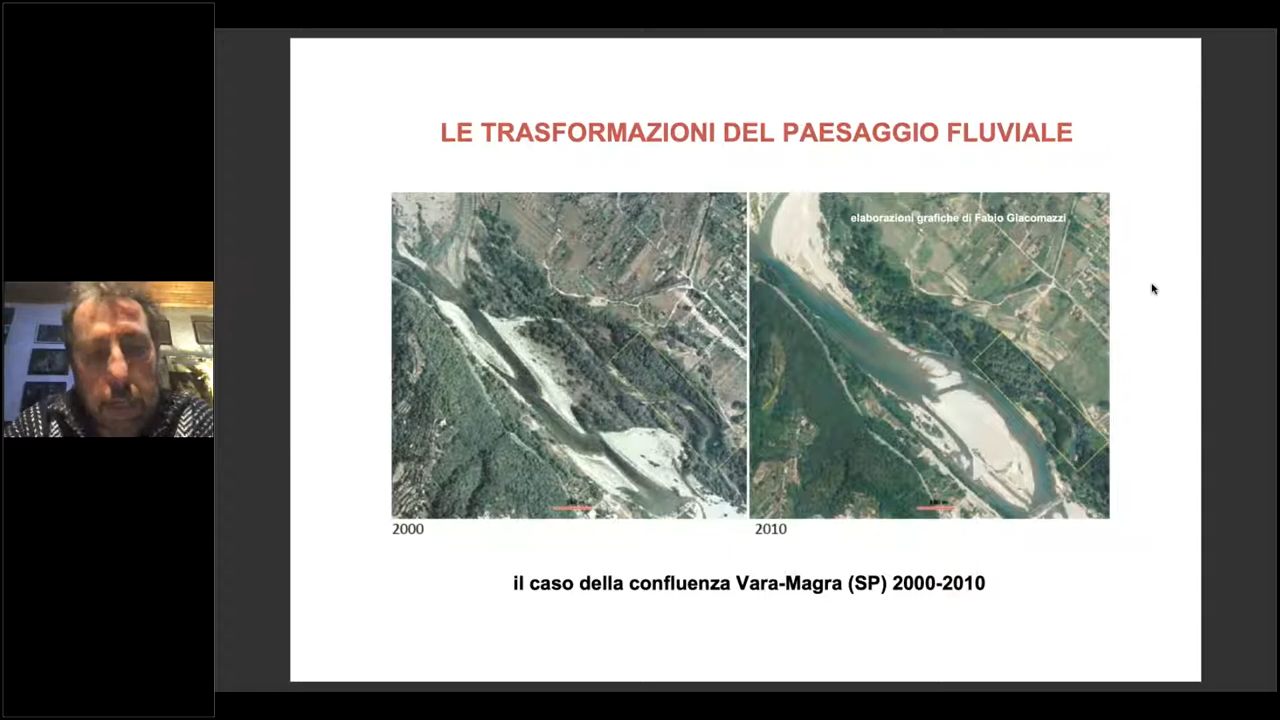 LE TRASFORMAZIONI DEL PAESAGGIO FLUVIALE
elaborazioni grafiche di Fabio Giacomazzi
2000
2010
il caso della confluenza Vara-Magra (SP) 2000-2010